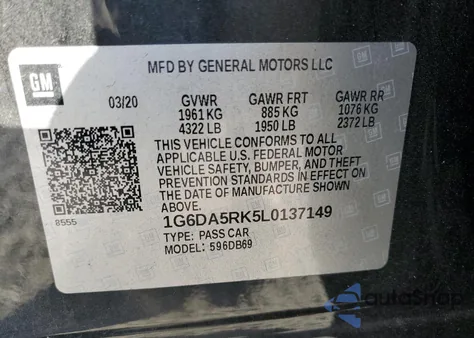 MFD BY GENERAL MOTORS LLC
GM
03/20 GVWR GAWR FRT GAWR RR
1961 KG 885 KG 1076 KG
4322 LB 1950 LB 2372 LB
THIS VEHICLE CONFORMS TO ALL
APPLICABLE U.S. FEDERAL MOTOR
VEHICLE SAFETY, BUMPER, AND THEFT
PREVENTION STANDARDS IN EFFECT ON
THE DATE OF MANUFACTURE SHOWN
ABOVE.
8555
1G6DA5RK5L0137149
TYPE: PASS CAR
MODEL: 596DB69
autoSnap